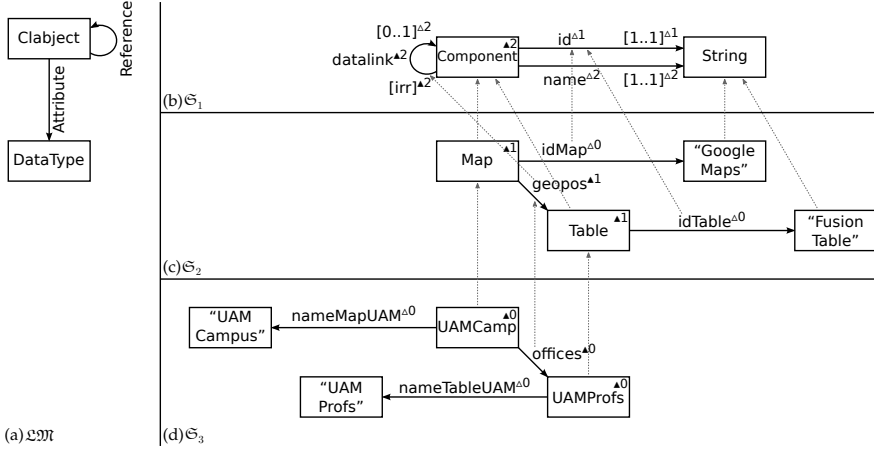 Clabject
Reference
Attribute
DataType
(a) 𝔏𝔐
[0..1]△2
datalink▲2
[irr]▲2
Component▲2
id△1
[1..1]△1
name△2
[1..1]△2
String
(b) 𝔖1
Map▲1
idMap△0
“Google
Maps”
geopos▲1
Table▲1
idTable△0
“Fusion
Table”
(c) 𝔖2
“UAM
Campus”
nameMapUAM△0
UAMCamp▲0
offices▲0
“UAM
Profs”
nameTableUAM△0
UAMProfs▲0
(d) 𝔖3